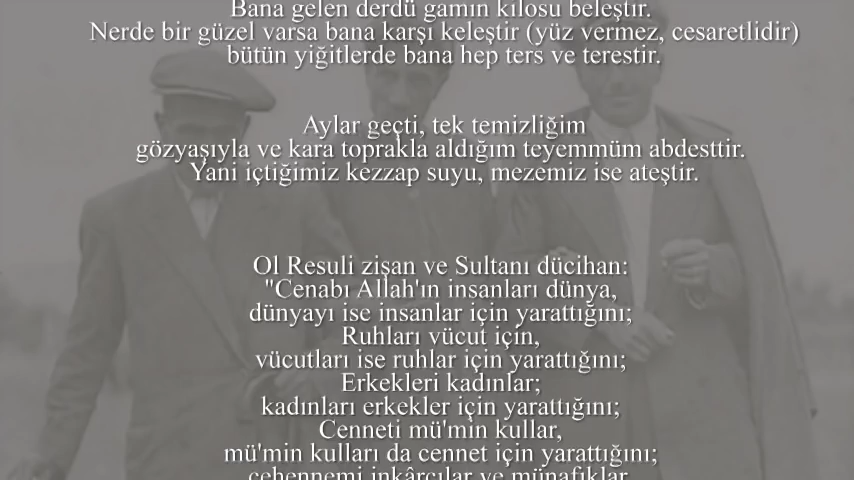 Bana gelen derdü gamın kilosu beleştir.
Nerde bir güzel varsa bana karşı keleştir (yüz vermez, cesaretlidir)
bütün yiğitlerde bana hep ters ve terestir.
Aylar geçti, tek temizliğim
gözyaşıyla ve kara toprakla aldığım teyemmüm abdesttir.
Yani içtiğimiz kezzap suyu, mezemiz ise ateştir.
Ol Resuli zişan ve Sultanı dücihan:
"Cenabı Allah'ın insanları dünya,
dünyayı ise insanlar için yarattığını;
Ruhları vücut için,
vücutları ise ruhlar için yarattığını;
Erkekleri kadınlar;
kadınları erkekler için yarattığını;
Cenneti mü'min kullar,
mü'min kulları da cennet için yarattığını;
cehennemi inkârcılar ve münafıklar